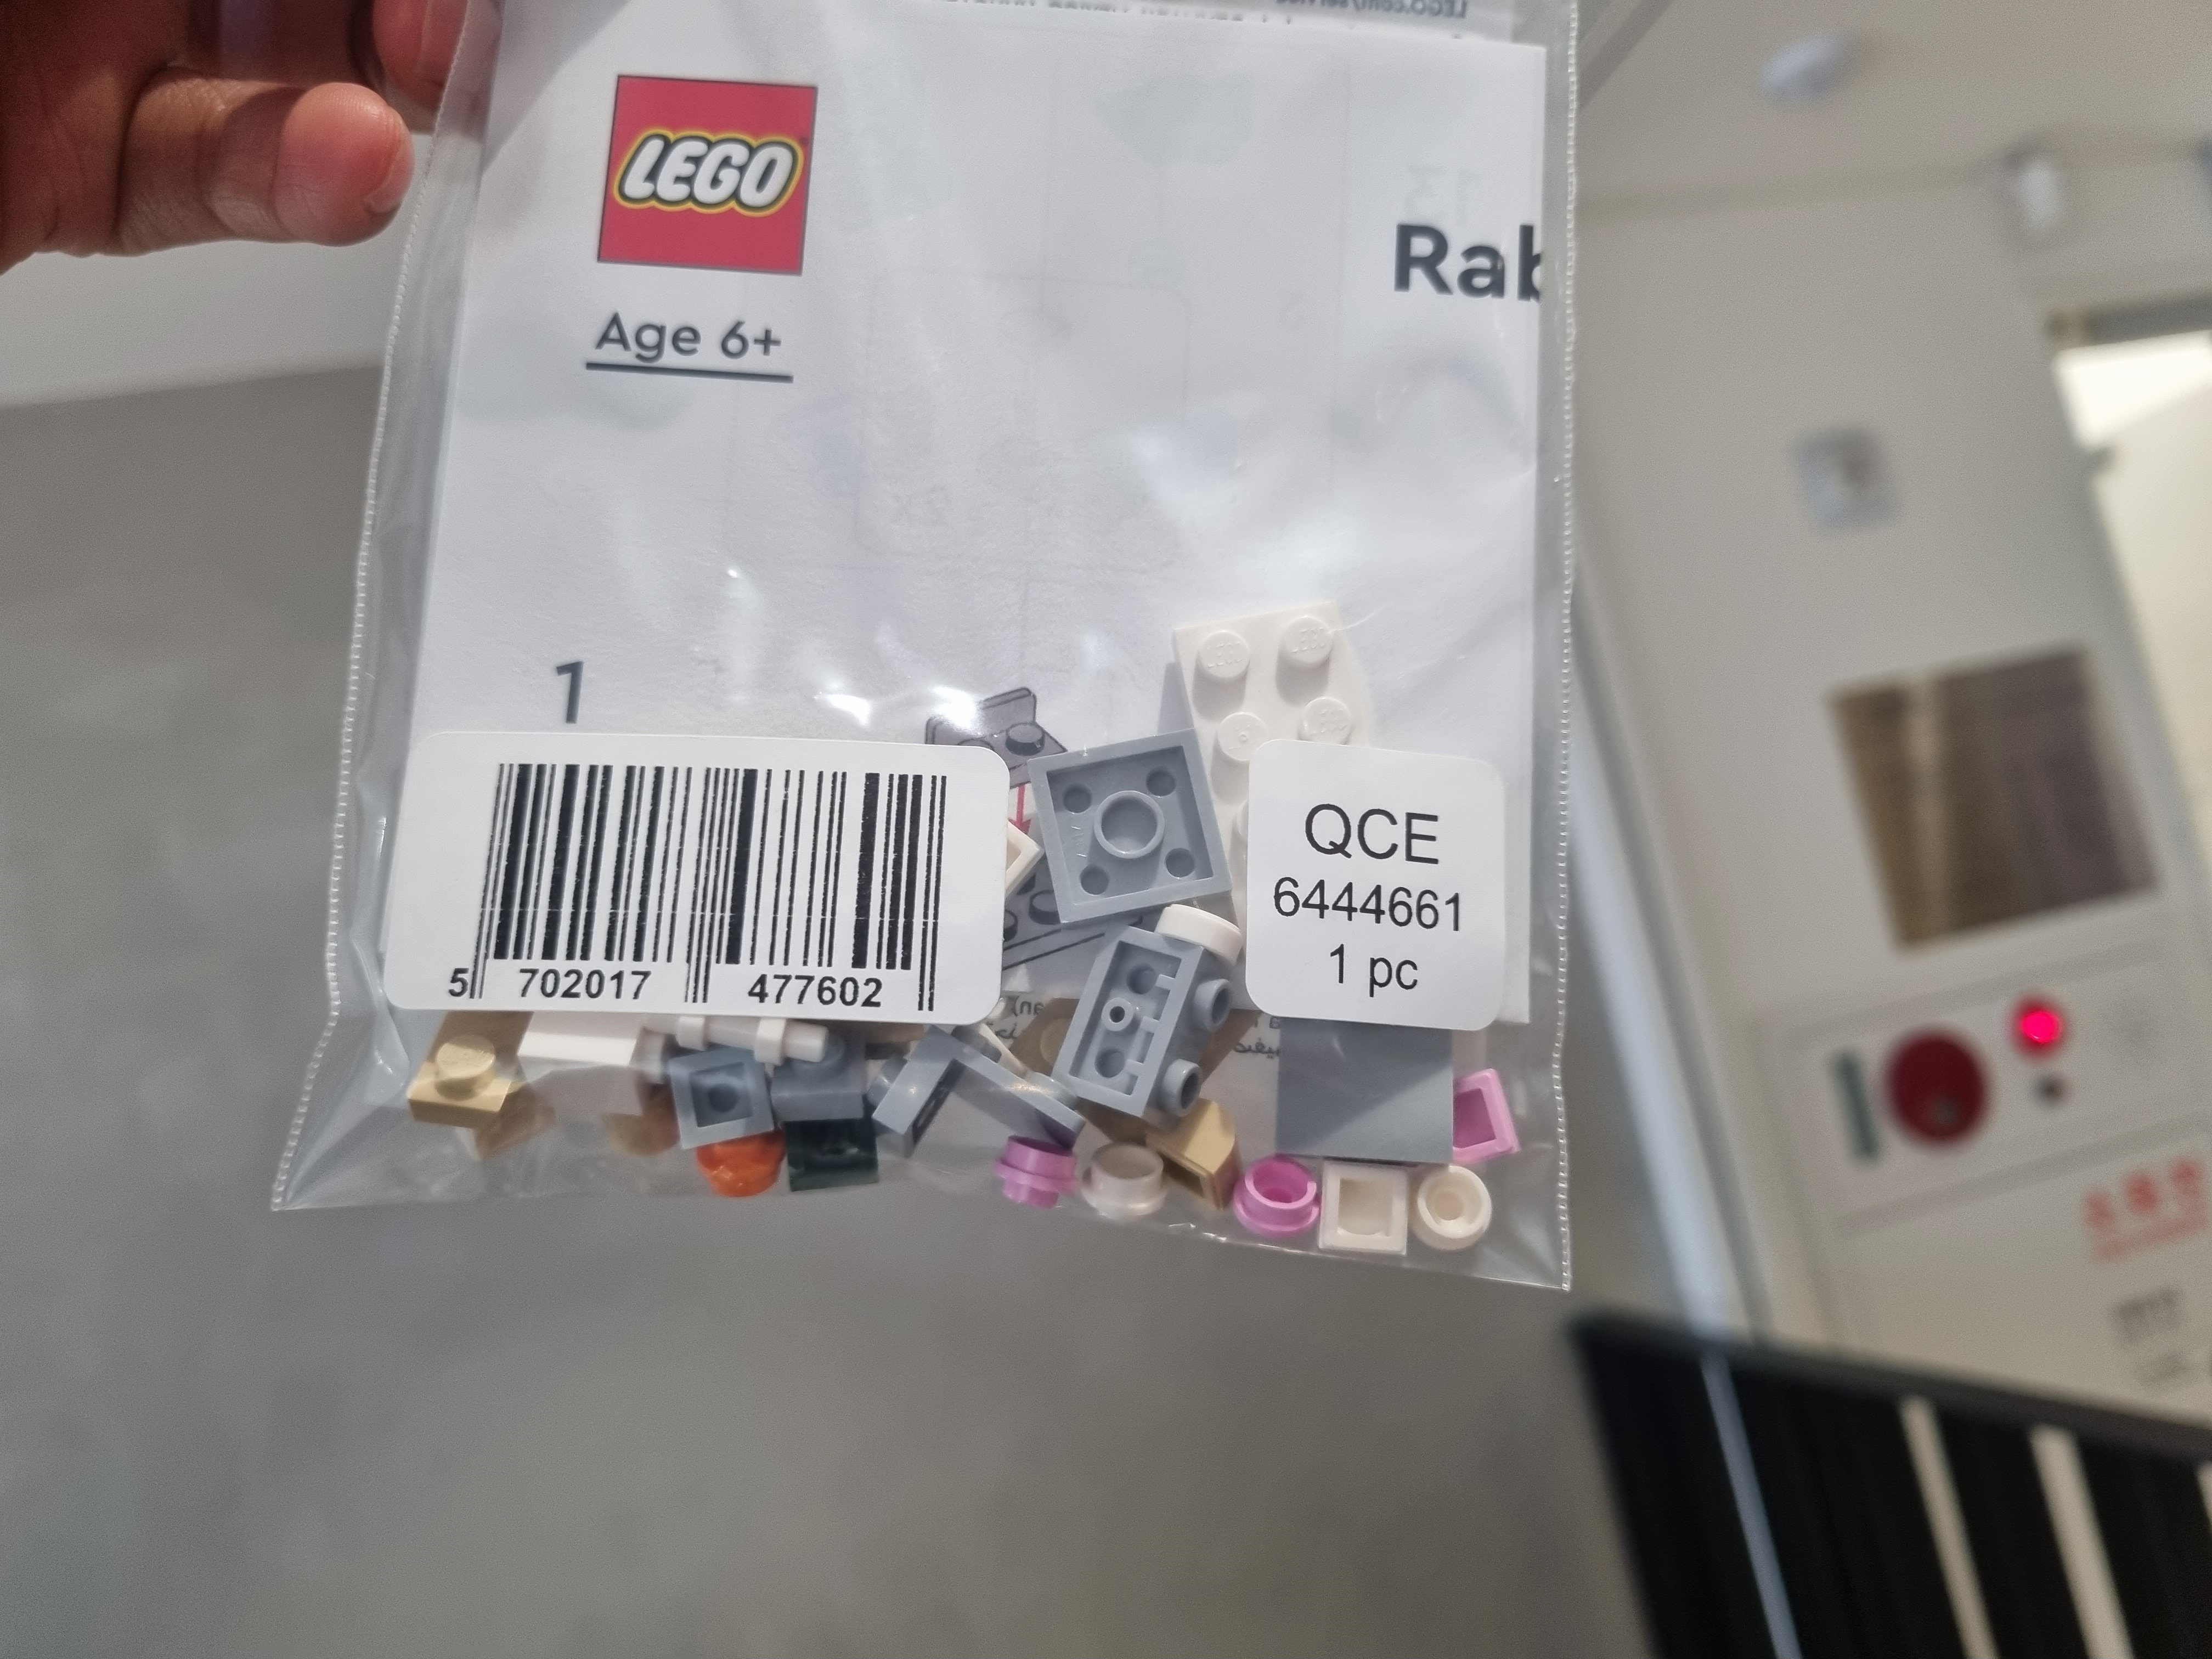 LEGO
Age 6+
Rab
1
QCE
6444661
1 pc
5 702017 477602